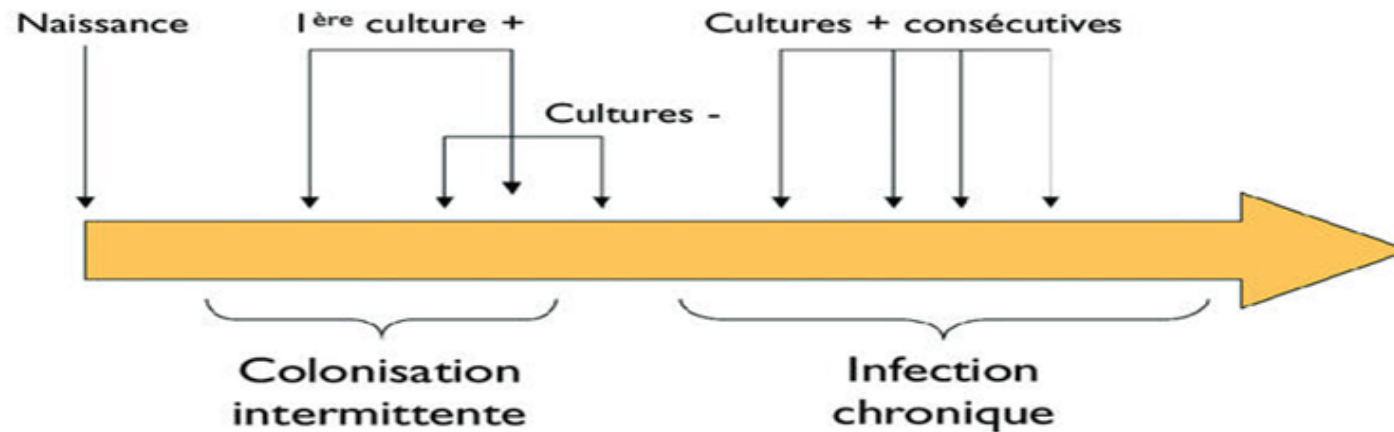 Naissance
1ère culture +
Cultures + consécutives
Cultures -
Colonisation
intermittente
Infection
chronique